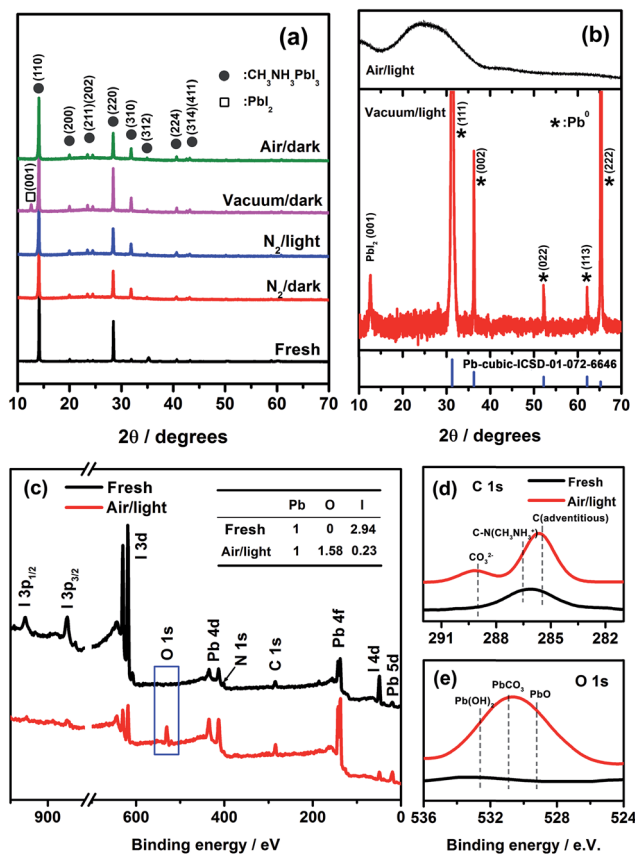 (a)
(110)
(200)
(211)(202)
(220)
(310)
(312)
(224)
(314)(411)
:CH₃NH₃PbI₃
:PbI₂
(001)
Air/dark
Vacuum/dark
N₂/light
N₂/dark
Fresh
10 20 30 40 50 60 70
2θ / degrees
(b)
Air/light
Vacuum/light
*:Pb⁰
PbI₂ (001)
*(111)
*(002)
*(022)
*(113)
*(222)
Pb-cubic-ICSD-01-072-6646
10 20 30 40 50 60 70
2θ / degrees
(c)
Fresh
Air/light
Pb O I
Fresh 1 0 2.94
Air/light 1 1.58 0.23
I 3p1/2
I 3p3/2
I 3d
O 1s
Pb 4d
N 1s
C 1s
Pb 4f
I 4d
Pb 5d
900 600 400 200 0
Binding energy / eV
(d) C 1s
Fresh
Air/light
C(adventitious)
C-N(CH₃NH₃⁺)
CO₃²⁻
291 288 285 282
(e) O 1s
PbCO₃
Pb(OH)₂
PbO
536 532 528 524
Binding energy / e.V.